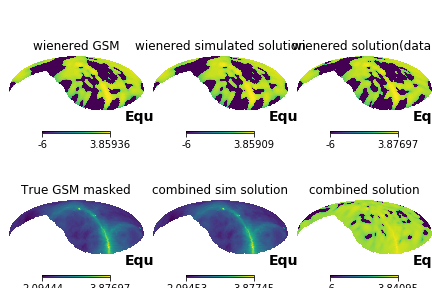 wienered GSM wienered simulated solution wienered solution(data
Equ Equ Equ
-6 3.85936 -6 3.85909 -6 3.87697
True GSM masked combined sim solution combined solution
Equ Equ Equ
2.09444 3.87697 2.09453 3.87745 -6 3.84095